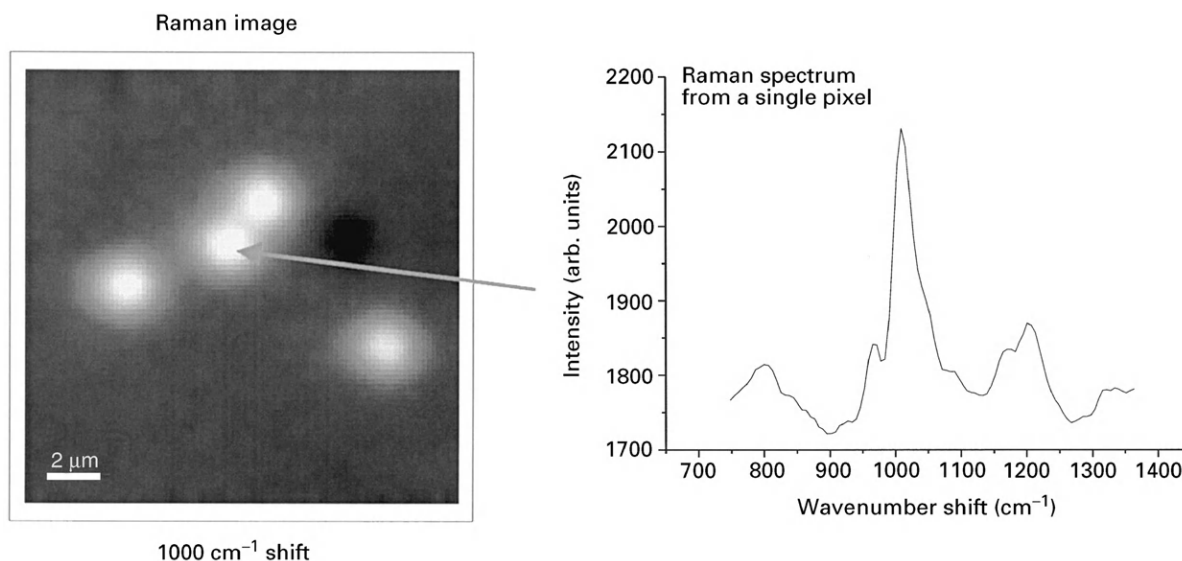 Raman image
2 μm
1000 cm⁻¹ shift
Raman spectrum
from a single pixel
Intensity (arb. units)
2200
2100
2000
1900
1800
1700
700 800 900 1000 1100 1200 1300 1400
Wavenumber shift (cm⁻¹)